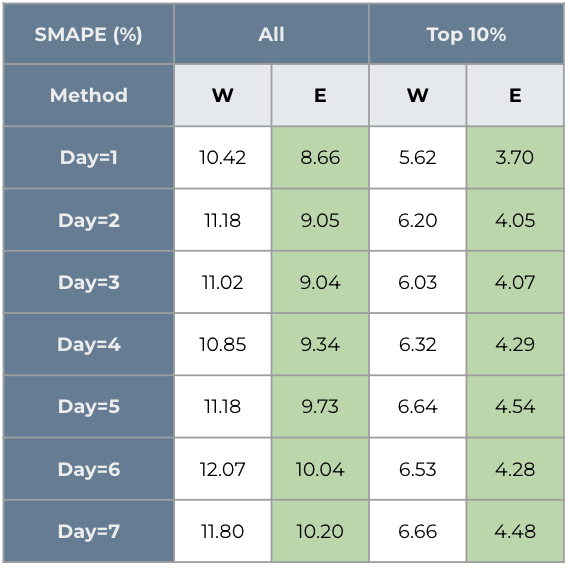 SMAPE (%) All Top 10%
Method W E W E
Day=1 10.42 8.66 5.62 3.70
Day=2 11.18 9.05 6.20 4.05
Day=3 11.02 9.04 6.03 4.07
Day=4 10.85 9.34 6.32 4.29
Day=5 11.18 9.73 6.64 4.54
Day=6 12.07 10.04 6.53 4.28
Day=7 11.80 10.20 6.66 4.48